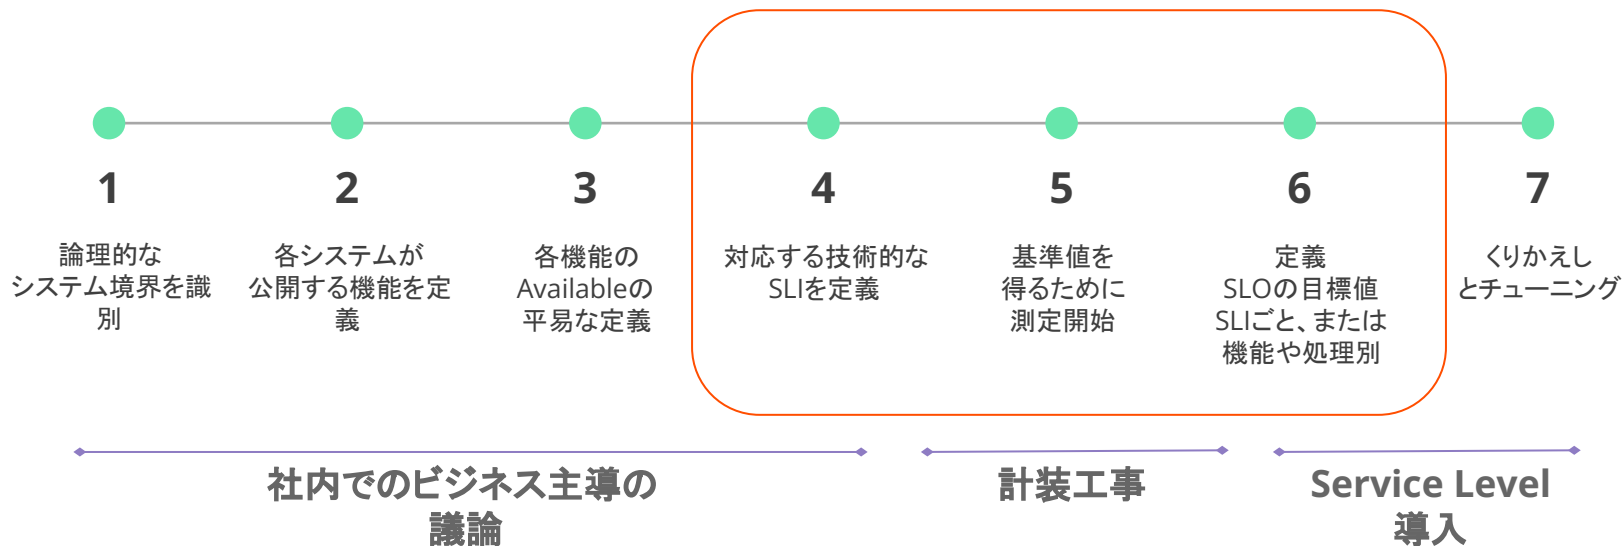 1
論理的な
システム境界を識
別
2
各システムが
公開する機能を定
義
3
各機能の
Availableの
平易な定義
4
対応する技術的な
SLIを定義
5
基準値を
得るために
測定開始
6
定義
SLOの目標値
SLIごと、または
機能や処理別
7
くりかえし
とチューニング
社内でのビジネス主導の
議論
計装工事
Service Level
導入